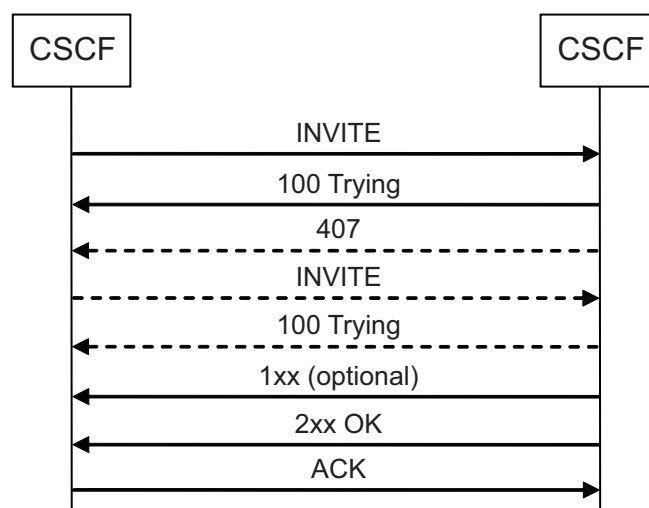 CSCF
CSCF
INVITE
100 Trying
407
INVITE
100 Trying
1xx (optional)
2xx OK
ACK